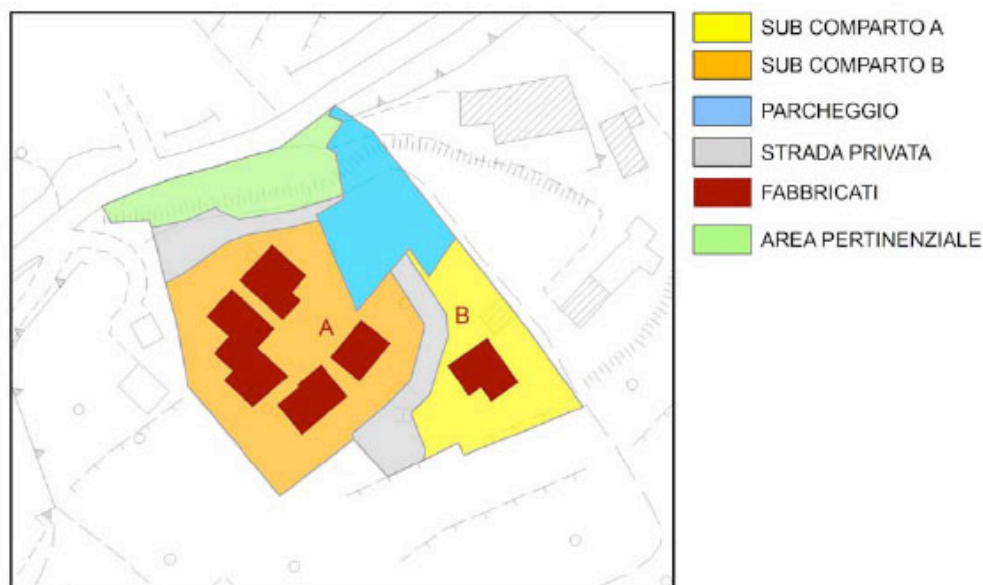 SUB COMPARTO A
SUB COMPARTO B
PARCHEGGIO
STRADA PRIVATA
FABBRICATI
AREA PERTINENZIALE
A
B